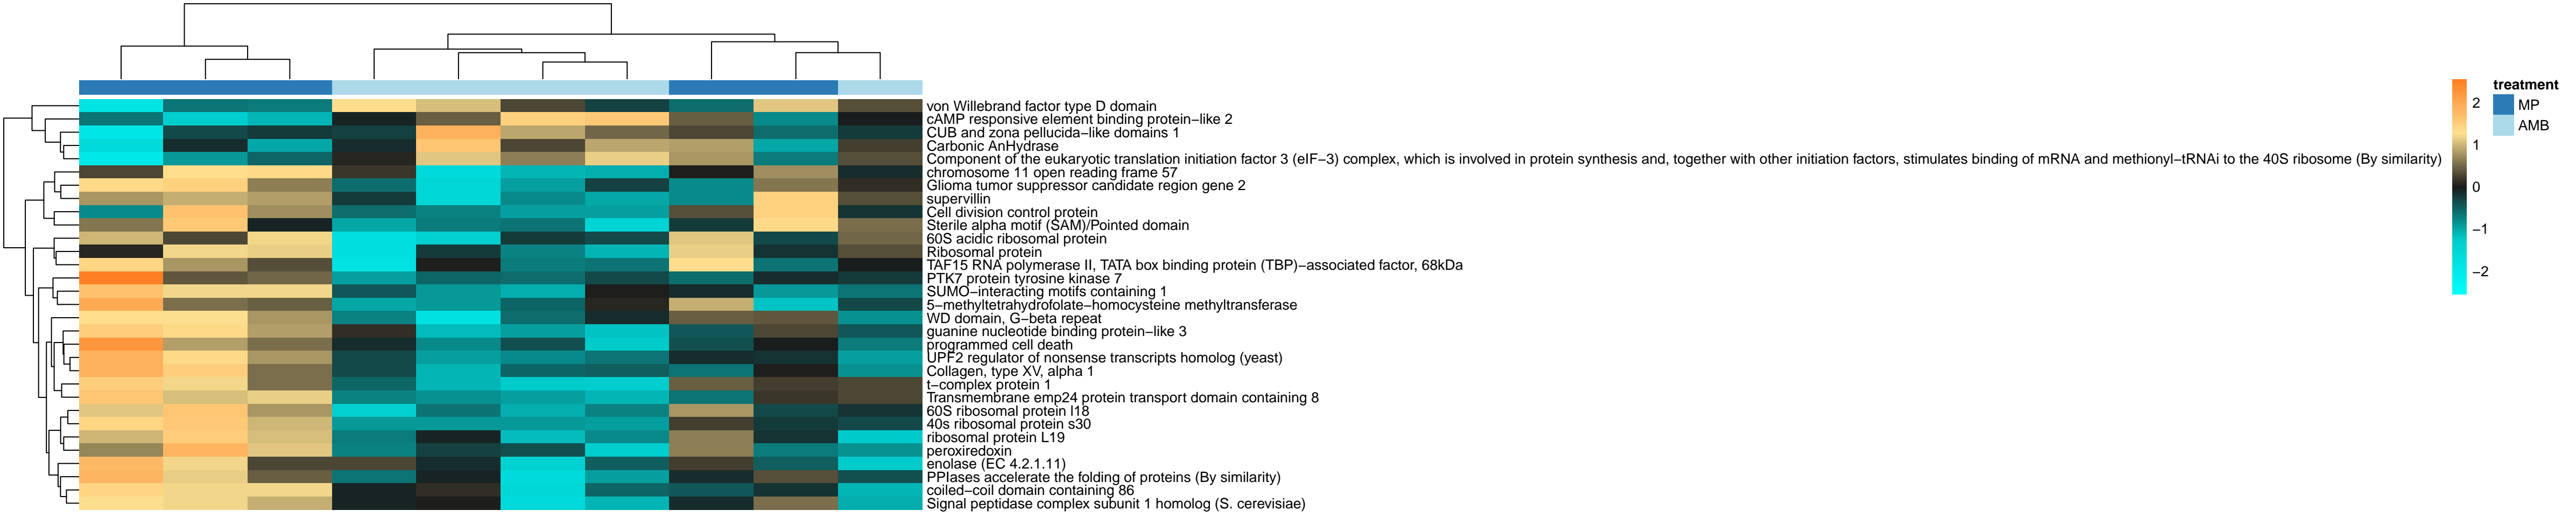 von Willebrand factor type D domain
cAMP responsive element binding protein−like 2
CUB and zona pellucida−like domains 1
Carbonic AnHydrase
Component of the eukaryotic translation initiation factor 3 (eIF−3) complex, which is involved in protein synthesis and, together with other initiation factors, stimulates binding of mRNA and methionyl−tRNAi to the 40S ribosome (By similarity)
chromosome 11 open reading frame 57
Glioma tumor suppressor candidate region gene 2
supervillin
Cell division control protein
Sterile alpha motif (SAM)/Pointed domain
60S acidic ribosomal protein
Ribosomal protein
TAF15 RNA polymerase II, TATA box binding protein (TBP)−associated factor, 68kDa
PTK7 protein tyrosine kinase 7
SUMO−interacting motifs containing 1
5−methyltetrahydrofolate−homocysteine methyltransferase
WD domain, G−beta repeat
guanine nucleotide binding protein−like 3
programmed cell death
UPF2 regulator of nonsense transcripts homolog (yeast)
Collagen, type XV, alpha 1
t−complex protein 1
Transmembrane emp24 protein transport domain containing 8
60S ribosomal protein l18
40s ribosomal protein s30
ribosomal protein L19
peroxiredoxin
enolase (EC 4.2.1.11)
PPIases accelerate the folding of proteins (By similarity)
coiled−coil domain containing 86
Signal peptidase complex subunit 1 homolog (S. cerevisiae)
2
1
0
−1
−2
treatment
MP
AMB